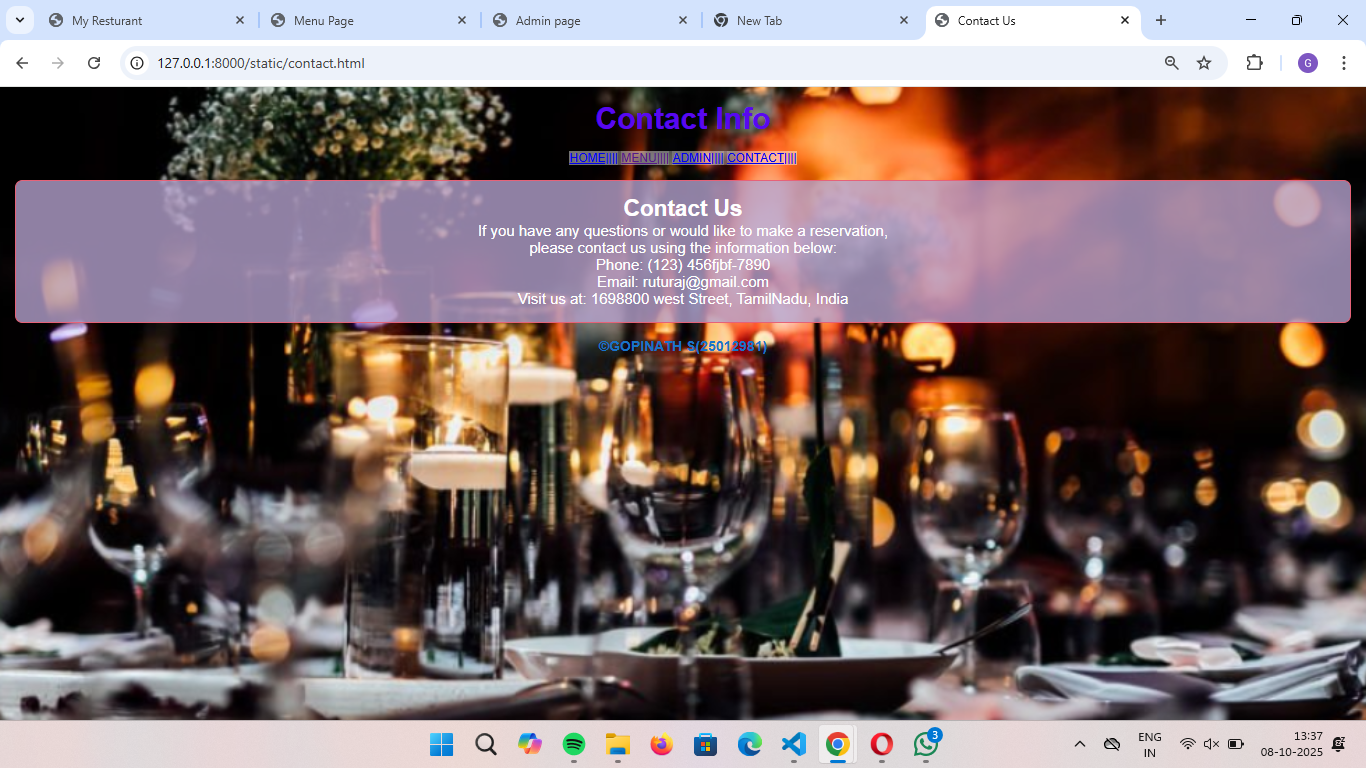 My Resturant
Menu Page
Admin page
New Tab
Contact Us
127.0.0.1:8000/static/contact.html
G
Contact Info
HOME|||| MENU|||| ADMIN|||| CONTACT||||
Contact Us
If you have any questions or would like to make a reservation,
please contact us using the information below:
Phone: (123) 456fjbf-7890
Email: ruturaj@gmail.com
Visit us at: 1698800 west Street, TamilNadu, India
©GOPINATH S(25012981)
3
ENG
IN
13:37
08-10-2025